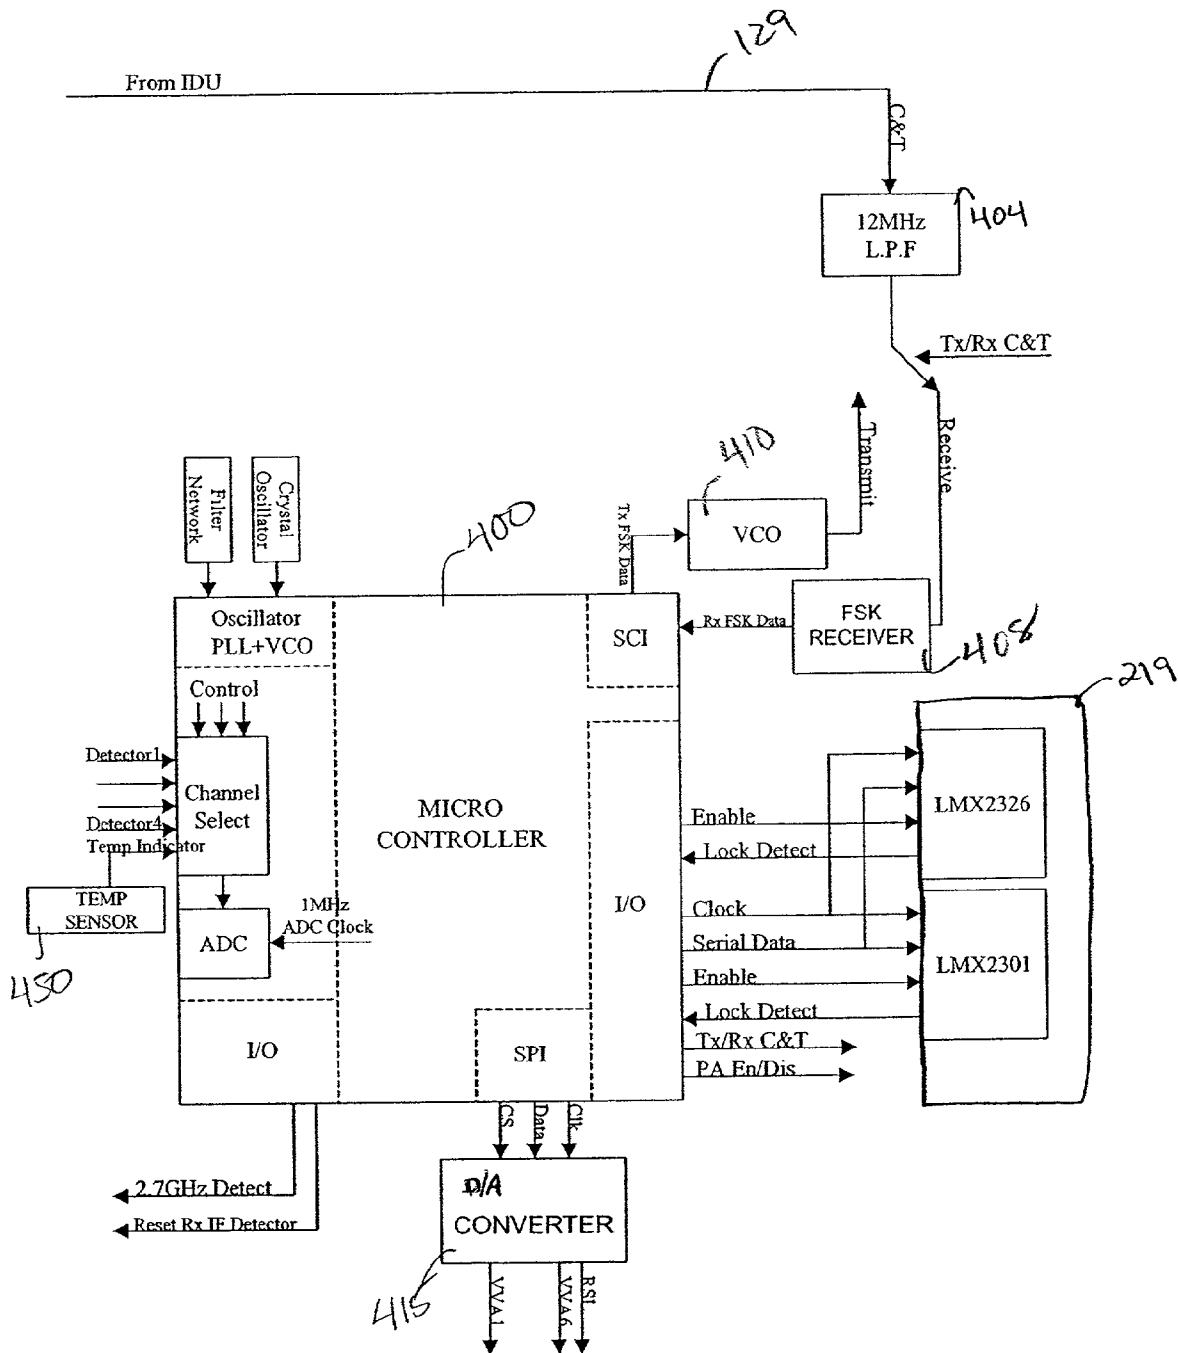 129
From IDU
C&T
12MHz
L.P.F
404
Tx/Rx C&T
Transmit
Receive
410
VCO
Tx FSK Data
Filter
Network
Crystal
Oscillator
400
Oscillator
PLL+VCO
SCI
Rx FSK Data
FSK
RECEIVER
408
219
Control
Detector1
Channel
Select
Detector4
Temp Indicator
TEMP
SENSOR
450
ADC
1MHz
ADC Clock
MICRO
CONTROLLER
I/O
Enable
Lock Detect
Clock
Serial Data
Enable
Lock Detect
Tx/Rx C&T
PA En/Dis
LMX2326
LMX2301
I/O
SPI
CS
Data
Clk
2.7GHz Detect
Reset Rx IF Detector
D/A
CONVERTER
415
VVA1
VVA6
RSL